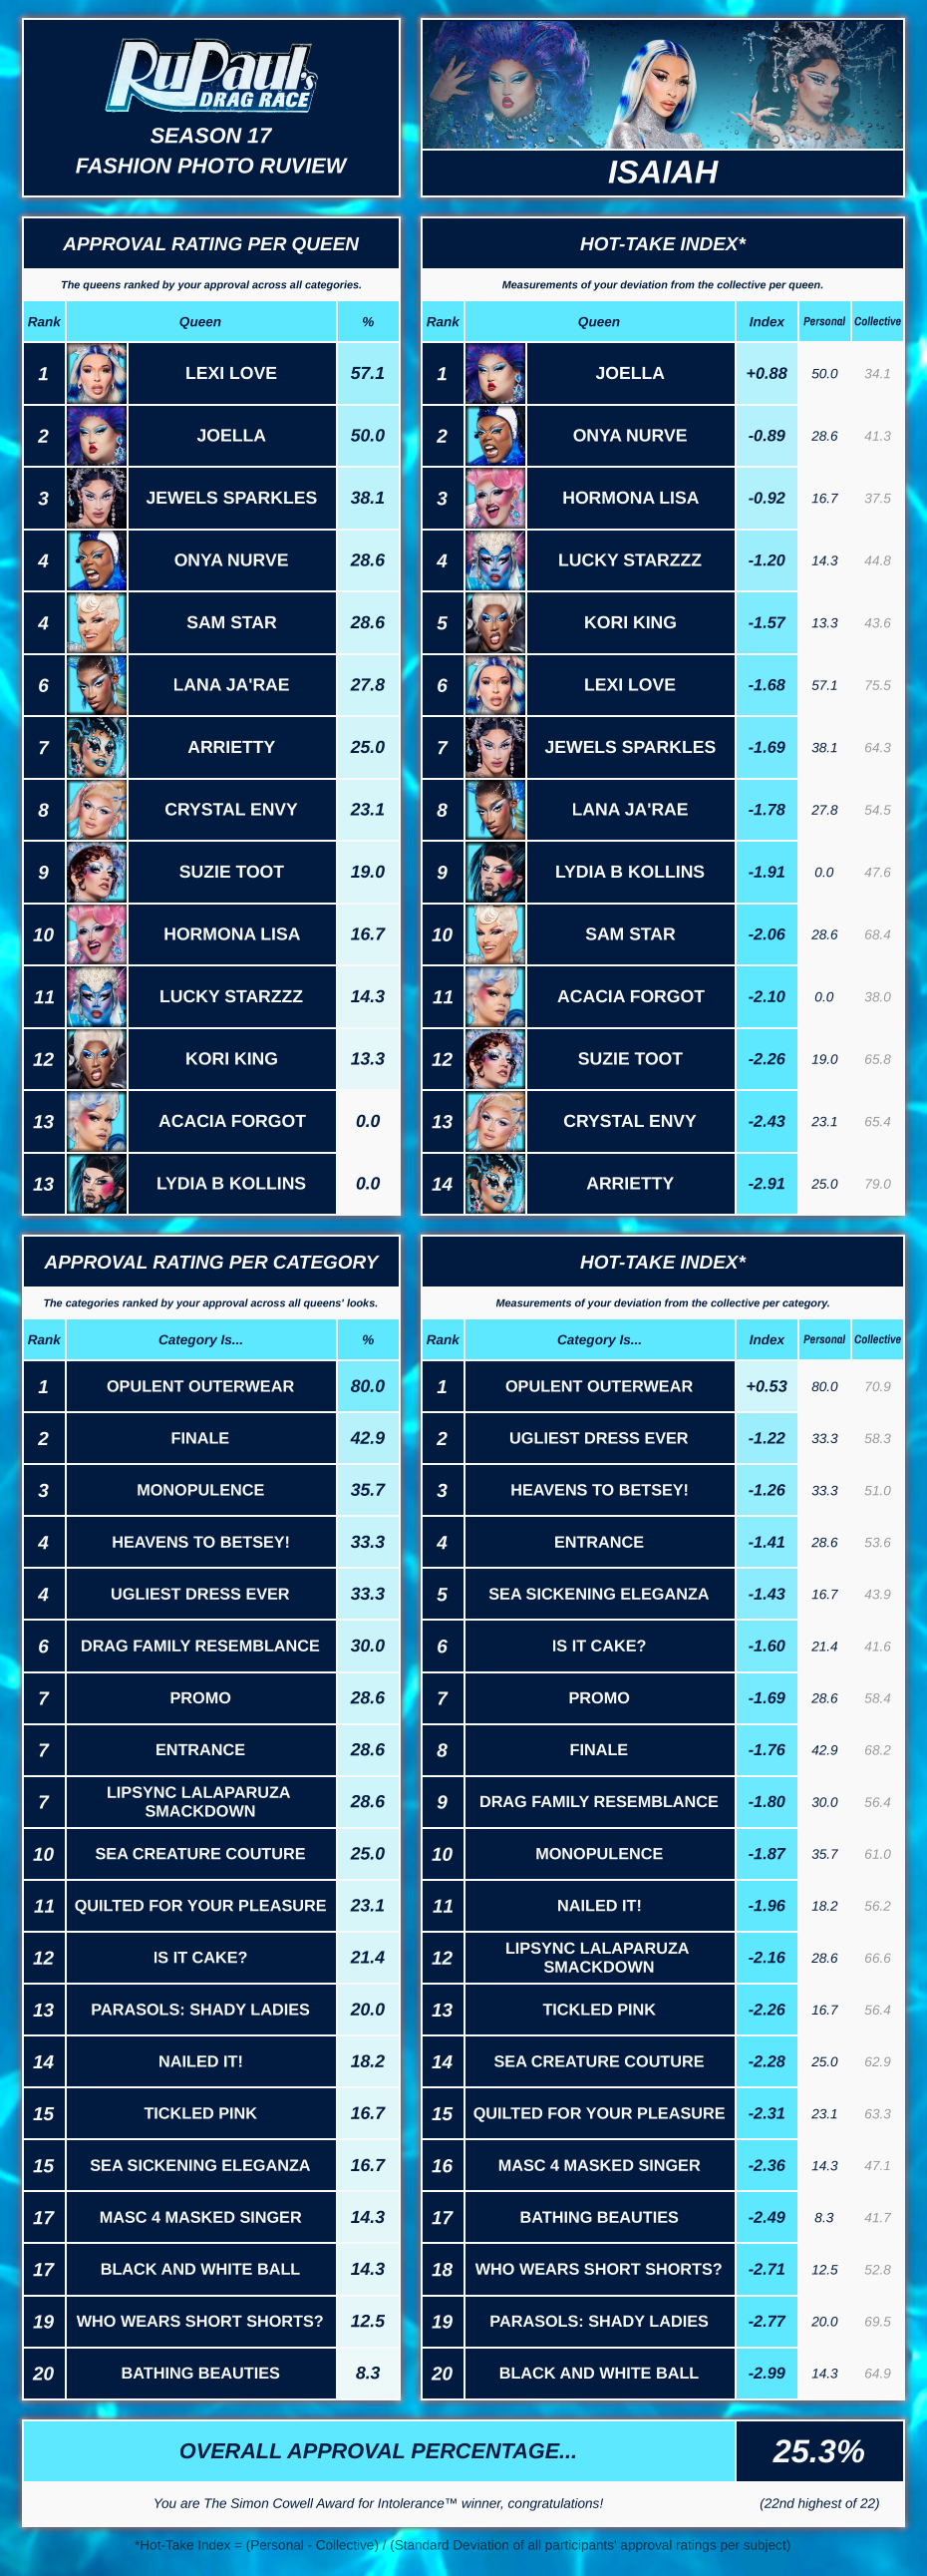 RuPaul's
DRAG RACE
SEASON 17
FASHION PHOTO RUVIEW
ISAIAH
APPROVAL RATING PER QUEEN
The queens ranked by your approval across all categories.
Rank Queen %
1 LEXI LOVE 57.1
2 JOELLA 50.0
3 JEWELS SPARKLES 38.1
4 ONYA NURVE 28.6
4 SAM STAR 28.6
6 LANA JA'RAE 27.8
7 ARRIETTY 25.0
8 CRYSTAL ENVY 23.1
9 SUZIE TOOT 19.0
10 HORMONA LISA 16.7
11 LUCKY STARZZZ 14.3
12 KORI KING 13.3
13 ACACIA FORGOT 0.0
13 LYDIA B KOLLINS 0.0
HOT-TAKE INDEX*
Measurements of your deviation from the collective per queen.
Rank Queen Index Personal Collective
1 JOELLA +0.88 50.0 34.1
2 ONYA NURVE -0.89 28.6 41.3
3 HORMONA LISA -0.92 16.7 37.5
4 LUCKY STARZZZ -1.20 14.3 44.8
5 KORI KING -1.57 13.3 43.6
6 LEXI LOVE -1.68 57.1 75.5
7 JEWELS SPARKLES -1.69 38.1 64.3
8 LANA JA'RAE -1.78 27.8 54.5
9 LYDIA B KOLLINS -1.91 0.0 47.6
10 SAM STAR -2.06 28.6 68.4
11 ACACIA FORGOT -2.10 0.0 38.0
12 SUZIE TOOT -2.26 19.0 65.8
13 CRYSTAL ENVY -2.43 23.1 65.4
14 ARRIETTY -2.91 25.0 79.0
APPROVAL RATING PER CATEGORY
The categories ranked by your approval across all queens' looks.
Rank Category Is... %
1 OPULENT OUTERWEAR 80.0
2 FINALE 42.9
3 MONOPULENCE 35.7
4 HEAVENS TO BETSEY! 33.3
4 UGLIEST DRESS EVER 33.3
6 DRAG FAMILY RESEMBLANCE 30.0
7 PROMO 28.6
7 ENTRANCE 28.6
7 LIPSYNC LALAPARUZA
SMACKDOWN 28.6
10 SEA CREATURE COUTURE 25.0
11 QUILTED FOR YOUR PLEASURE 23.1
12 IS IT CAKE? 21.4
13 PARASOLS: SHADY LADIES 20.0
14 NAILED IT! 18.2
15 TICKLED PINK 16.7
15 SEA SICKENING ELEGANZA 16.7
17 MASC 4 MASKED SINGER 14.3
17 BLACK AND WHITE BALL 14.3
19 WHO WEARS SHORT SHORTS? 12.5
20 BATHING BEAUTIES 8.3
HOT-TAKE INDEX*
Measurements of your deviation from the collective per category.
Rank Category Is... Index Personal Collective
1 OPULENT OUTERWEAR +0.53 80.0 70.9
2 UGLIEST DRESS EVER -1.22 33.3 58.3
3 HEAVENS TO BETSEY! -1.26 33.3 51.0
4 ENTRANCE -1.41 28.6 53.6
5 SEA SICKENING ELEGANZA -1.43 16.7 43.9
6 IS IT CAKE? -1.60 21.4 41.6
7 PROMO -1.69 28.6 58.4
8 FINALE -1.76 42.9 68.2
9 DRAG FAMILY RESEMBLANCE -1.80 30.0 56.4
10 MONOPULENCE -1.87 35.7 61.0
11 NAILED IT! -1.96 18.2 56.2
12 LIPSYNC LALAPARUZA
SMACKDOWN -2.16 28.6 66.6
13 TICKLED PINK -2.26 16.7 56.4
14 SEA CREATURE COUTURE -2.28 25.0 62.9
15 QUILTED FOR YOUR PLEASURE -2.31 23.1 63.3
16 MASC 4 MASKED SINGER -2.36 14.3 47.1
17 BATHING BEAUTIES -2.49 8.3 41.7
18 WHO WEARS SHORT SHORTS? -2.71 12.5 52.8
19 PARASOLS: SHADY LADIES -2.77 20.0 69.5
20 BLACK AND WHITE BALL -2.99 14.3 64.9
OVERALL APPROVAL PERCENTAGE... 25.3%
You are The Simon Cowell Award for Intolerance™ winner, congratulations! (22nd highest of 22)
*Hot-Take Index = (Personal - Collective) / (Standard Deviation of all participants' approval ratings per subject)